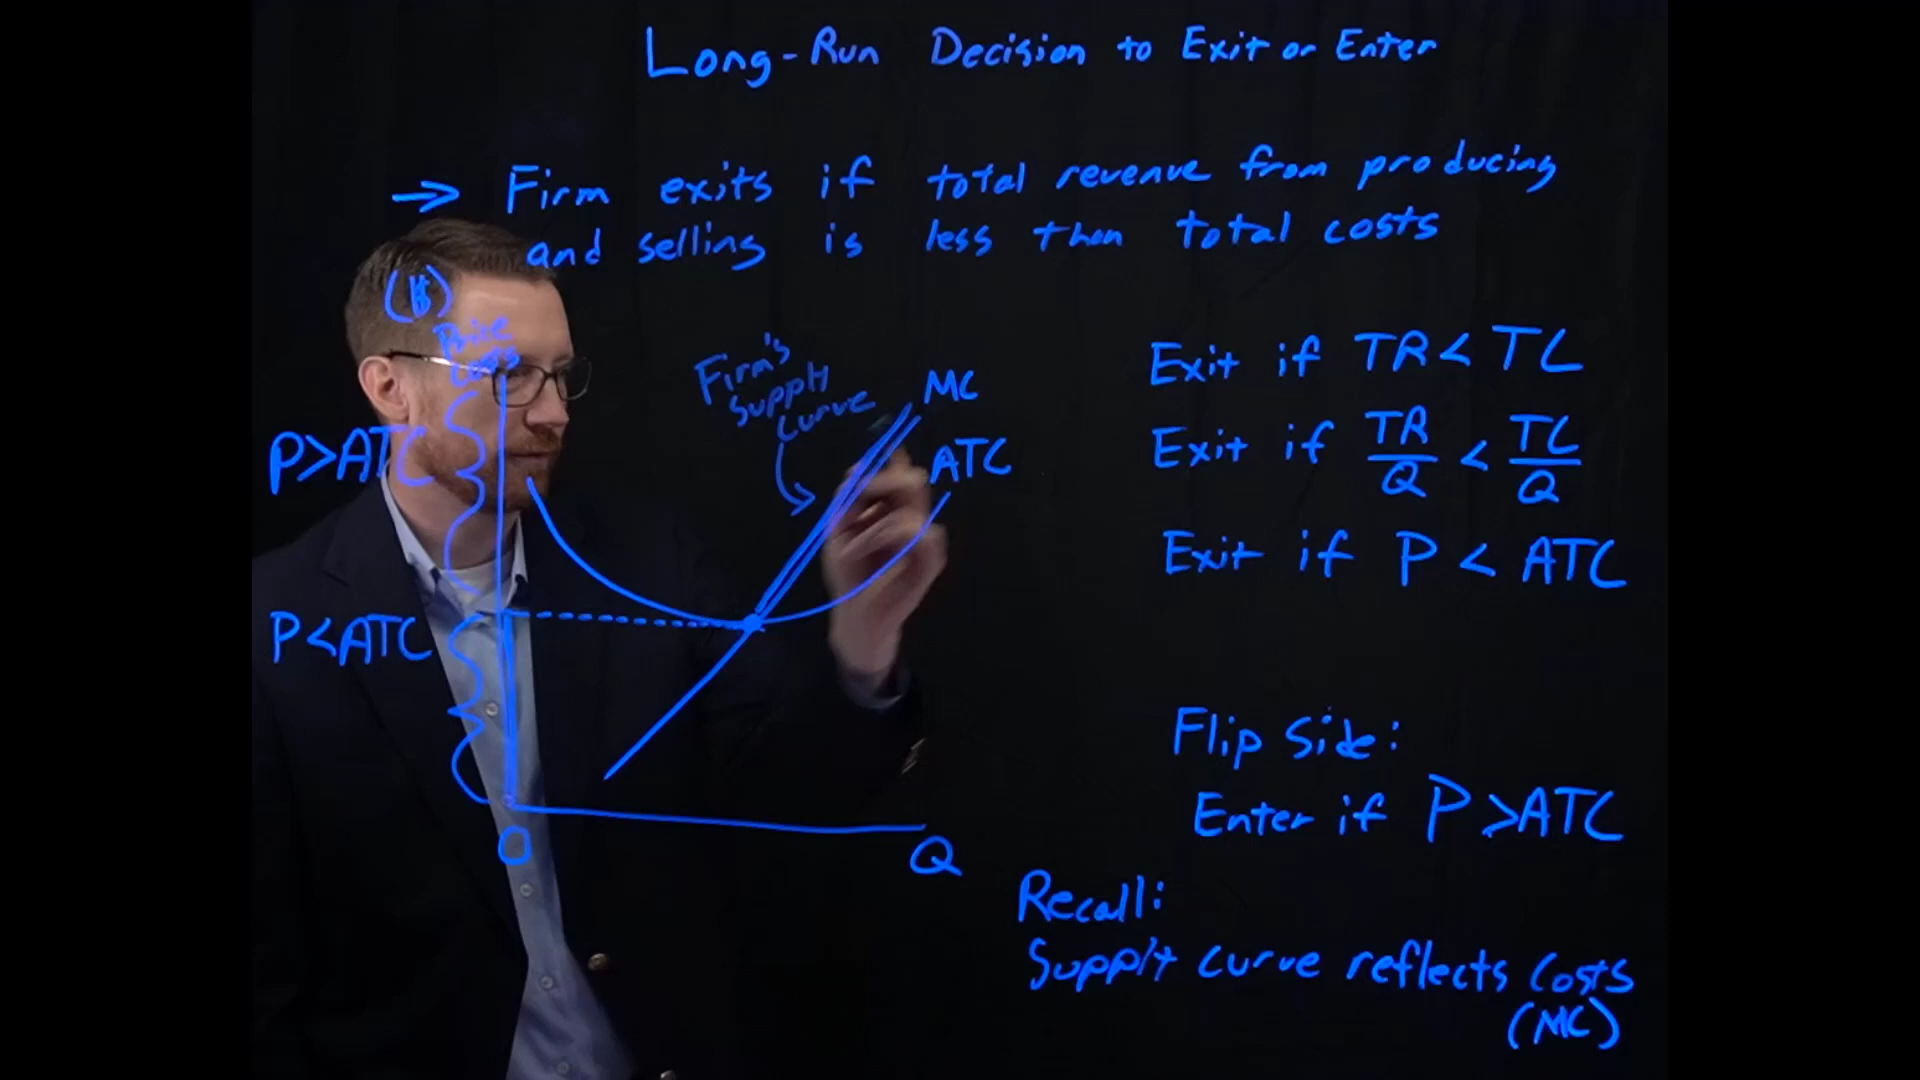 Long-Run Decision to Exit or Enter
→ Firm exits if total revenue from producing
and selling is less than total costs
($)
Price
Costs
P>ATC
P<ATC
Firm's
Supply
Curve
MC
ATC
0
Q
Exit if TR < TC
Exit if TR/Q < TC/Q
Exit if P < ATC
Flip Side:
Enter if P >ATC
Recall:
Supply curve reflects costs
(MC)